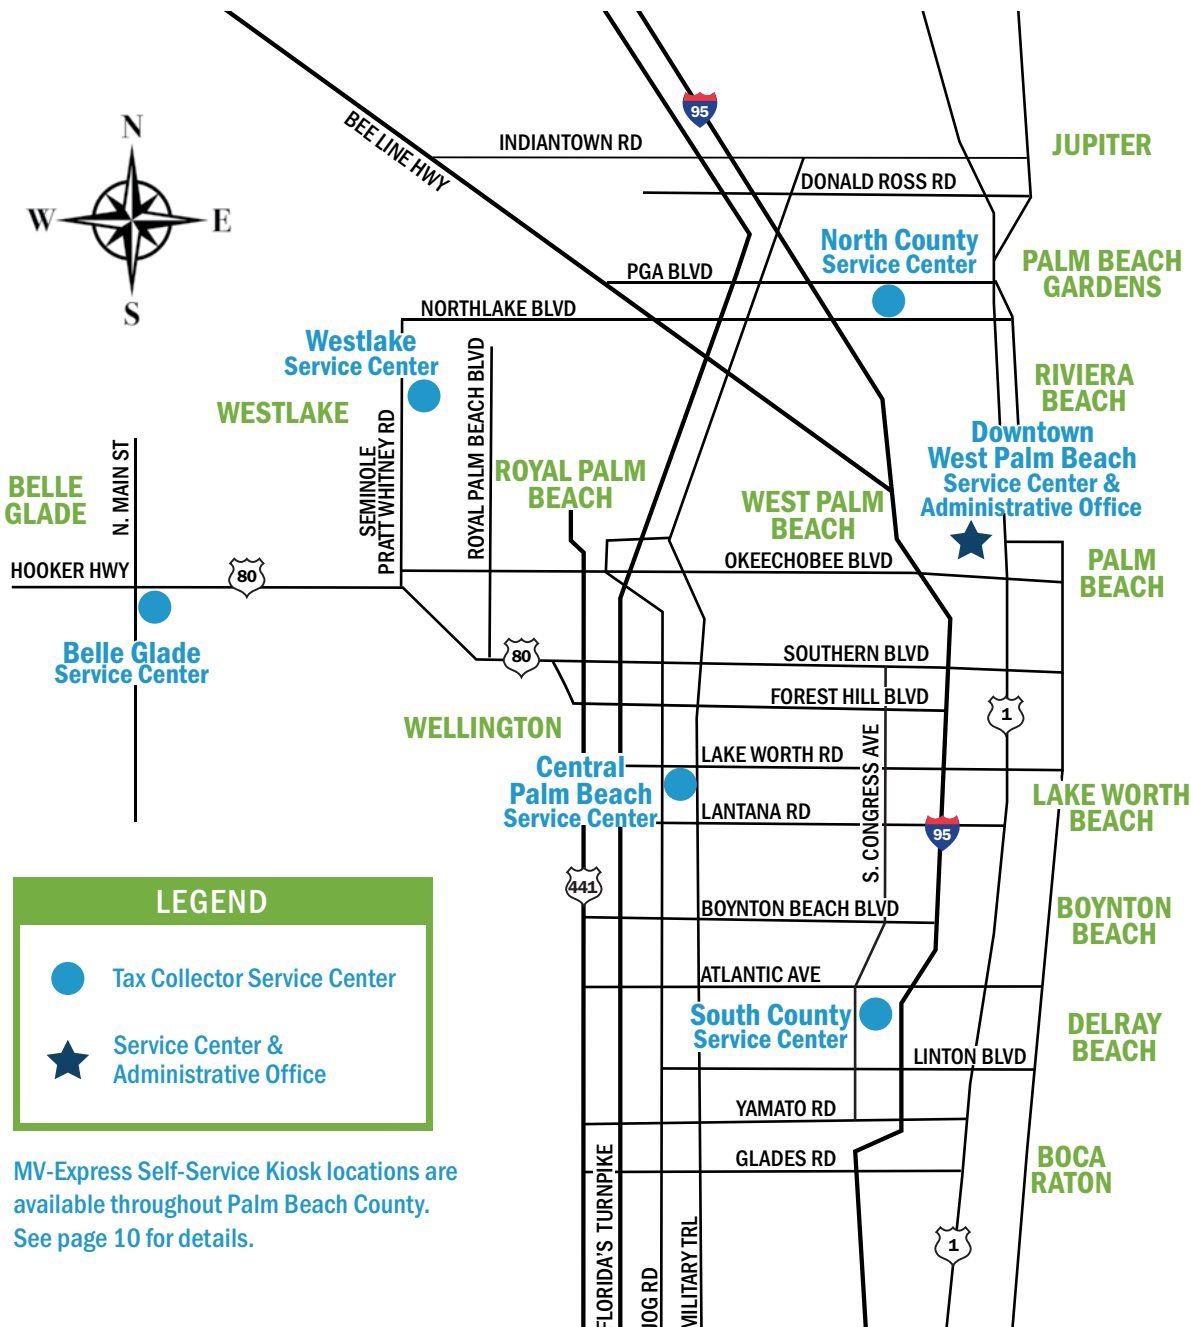 95
INDIANTOWN RD
JUPITER
BEE LINE HWY
N
W
E
S
DONALD ROSS RD
North County
Service Center
PALM BEACH
GARDENS
PGA BLVD
NORTHLAKE BLVD
Westlake
Service Center
WESTLAKE
SEMINOLE
PRATT WHITNEY RD
ROYAL PALM BEACH BLVD
RIVIERA
BEACH
Downtown
West Palm Beach
Service Center &
Administrative Office
N. MAIN ST
BELLE
GLADE
ROYAL PALM
BEACH
WEST PALM
BEACH
OKEECHOBEE BLVD
PALM
BEACH
HOOKER HWY
80
Belle Glade
Service Center
80
SOUTHERN BLVD
FOREST HILL BLVD
1
WELLINGTON
Central
Palm Beach
Service Center
LAKE WORTH RD
LANTANA RD
S. CONGRESS AVE
95
LAKE WORTH
BEACH
441
BOYNTON BEACH BLVD
BOYNTON
BEACH
ATLANTIC AVE
South County
Service Center
DELRAY
BEACH
LINTON BLVD
YAMATO RD
GLADES RD
BOCA
RATON
FLORIDA'S TURNPIKE
JOG RD
MILITARY TRL
1
LEGEND
Tax Collector Service Center
Service Center &
Administrative Office
MV-Express Self-Service Kiosk locations are
available throughout Palm Beach County.
See page 10 for details.